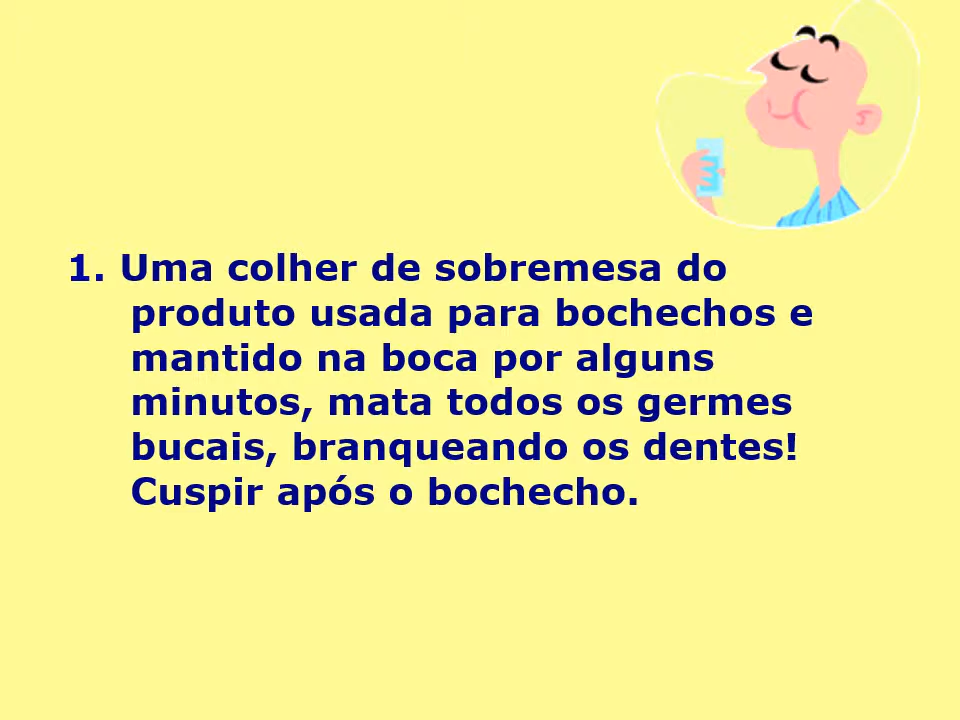 1. Uma colher de sobremesa do
produto usada para bochechos e
mantido na boca por alguns
minutos, mata todos os germes
bucais, branqueando os dentes!
Cuspir após o bochecho.